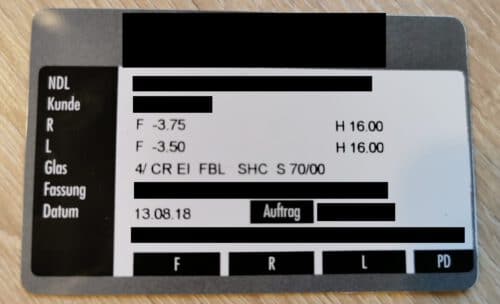 NDL
Kunde
R F -3.75 H 16.00
L F -3.50 H 16.00
Glas 4/ CR EI FBL SHC S 70/00
Fassung
Datum 13.08.18 Auftrag
F R L PD